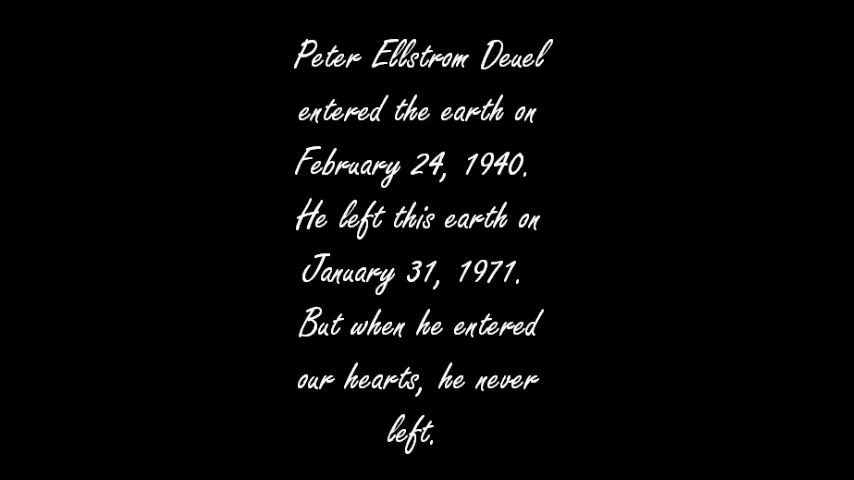 Peter Ellstrom Deuel
entered the earth on
February 24, 1940.
He left this earth on
January 31, 1971.
But when he entered
our hearts, he never
left.